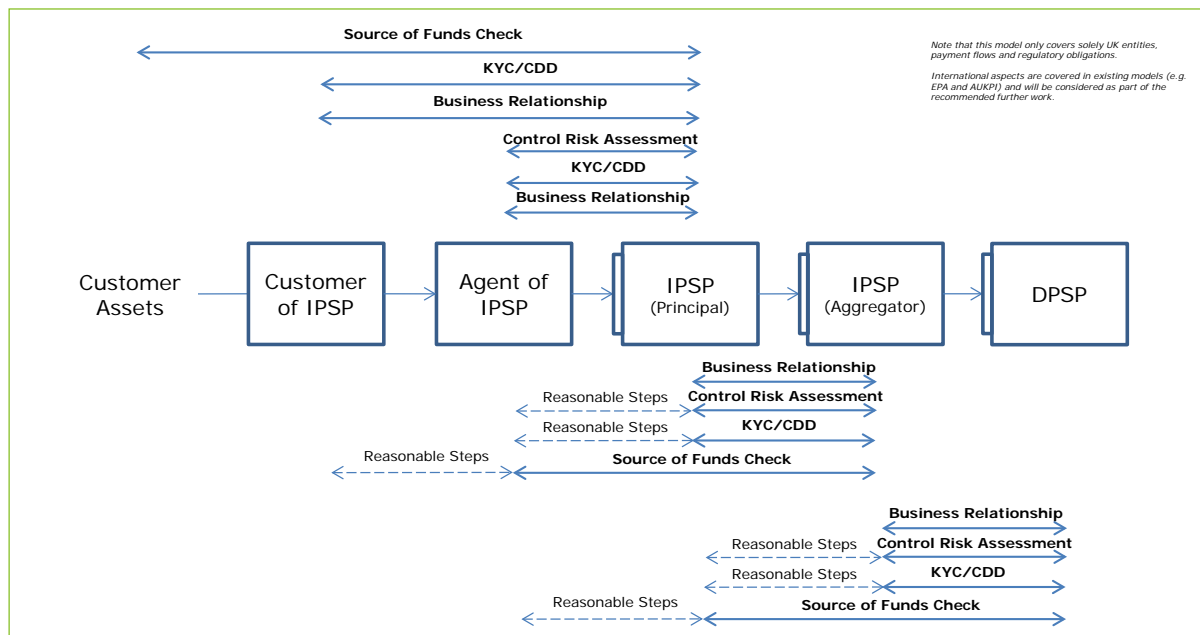 Source of Funds Check
Note that this model only covers solely UK entities,
payment flows and regulatory obligations.
International aspects are covered in existing models (e.g.
EPA and AUKPI) and will be considered as part of the
recommended further work.
KYC/CDD
Business Relationship
Control Risk Assessment
KYC/CDD
Business Relationship
Customer
Assets
Customer
of IPSP
Agent of
IPSP
IPSP
(Principal)
IPSP
(Aggregator)
DPSP
Business Relationship
Reasonable Steps
Control Risk Assessment
Reasonable Steps
KYC/CDD
Reasonable Steps
Source of Funds Check
Business Relationship
Reasonable Steps
Control Risk Assessment
Reasonable Steps
KYC/CDD
Reasonable Steps
Source of Funds Check